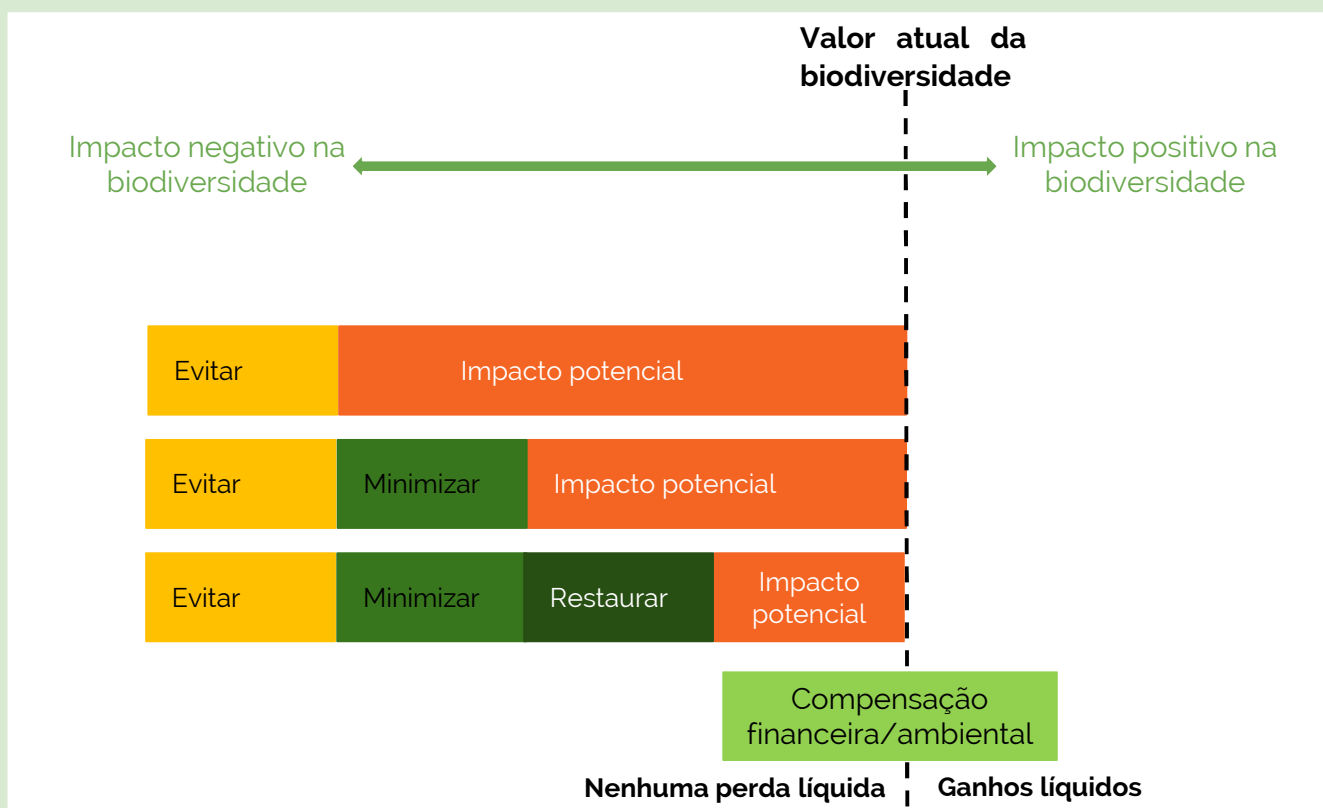 Valor atual da
biodiversidade
Impacto negativo na
biodiversidade
Impacto positivo na
biodiversidade
Evitar Impacto potencial
Evitar Minimizar Impacto potencial
Evitar Minimizar Restaurar Impacto
potencial
Compensação
financeira/ambiental
Nenhuma perda líquida Ganhos líquidos